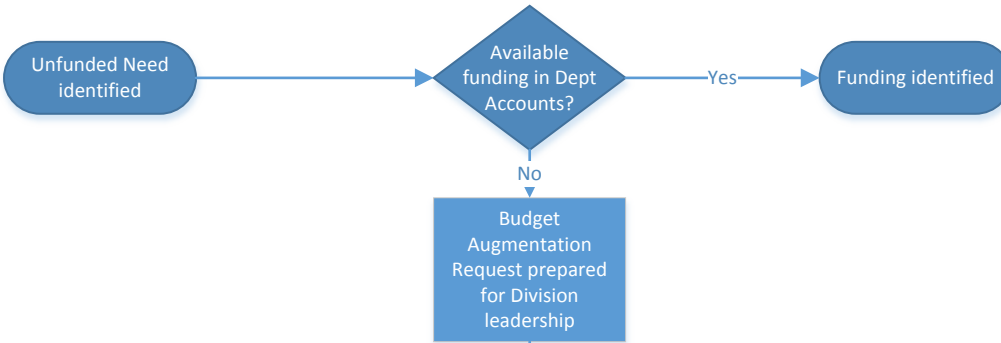 Unfunded Need
identified
Available
funding in Dept
Accounts?
Yes
Funding identified
No
Budget
Augmentation
Request prepared
for Division
leadership